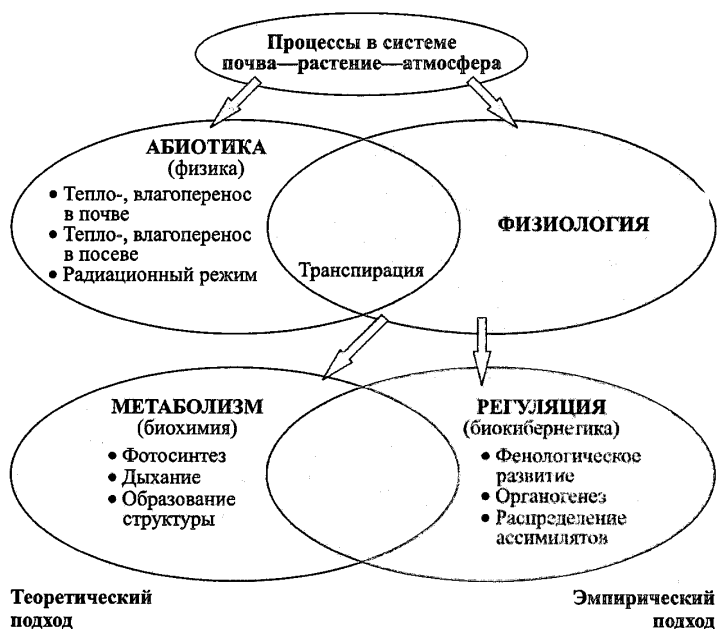 Процессы в системе
почва—растение—атмосфера
АБИОТИКА
(физика)
• Тепло-, влагоперенос
в почве
• Тепло-, влагоперенос
в посеве
• Радиационный режим
Транспирация
ФИЗИОЛОГИЯ
МЕТАБОЛИЗМ
(биохимия)
• Фотосинтез
• Дыхание
• Образование
структуры
РЕГУЛЯЦИЯ
(биокибернетика)
• Фенологическое
развитие
• Органогенез
• Распределение
ассимилятов
Теоретический
подход
Эмпирический
подход